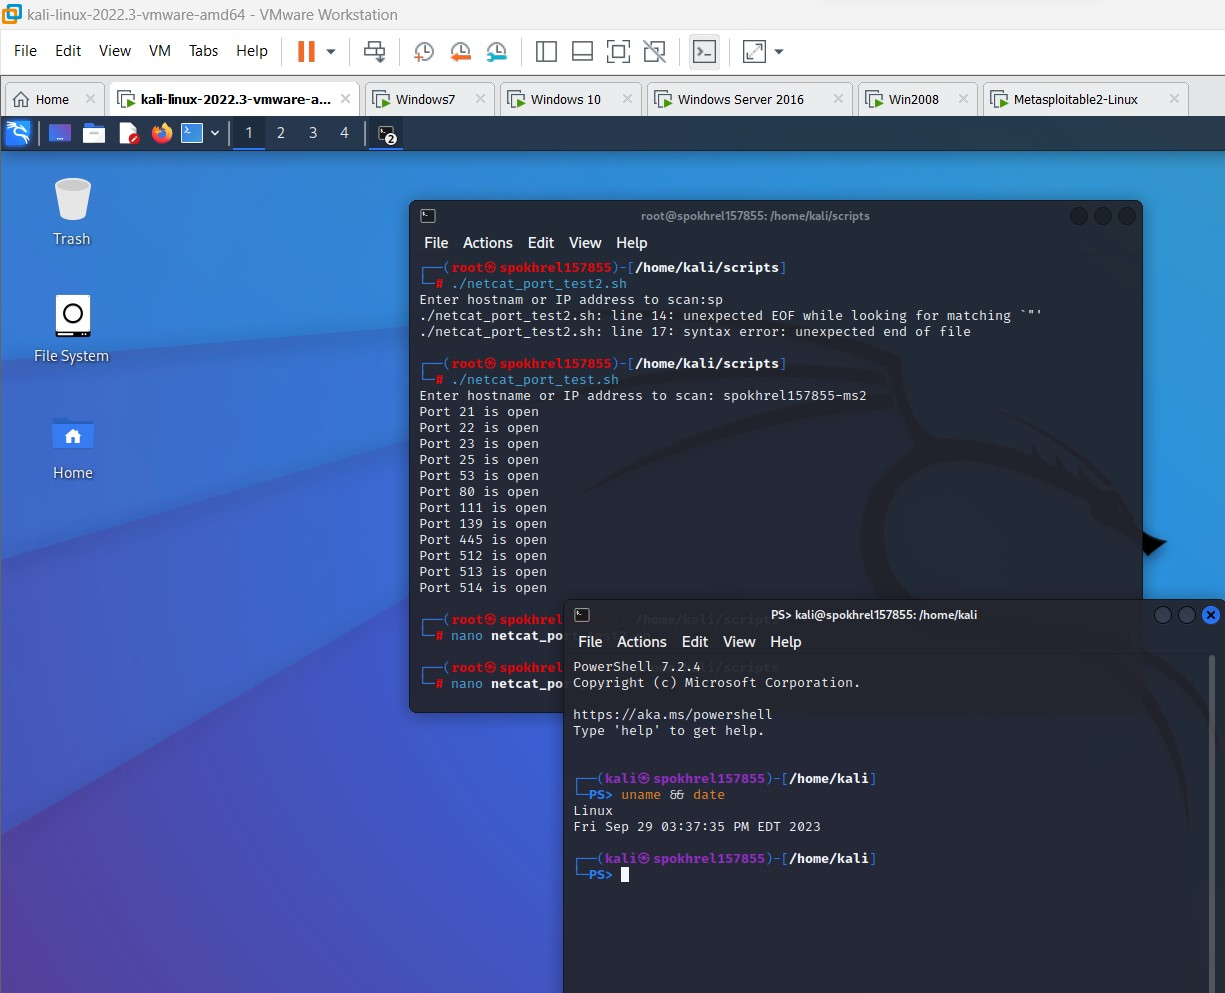 kali-linux-2022.3-vmware-amd64 - VMware Workstation
File Edit View VM Tabs Help
Home kali-linux-2022.3-vmware-a... Windows7 Windows 10 Windows Server 2016 Win2008 Metasploitable2-Linux
1 2 3 4 2
Trash
File System
Home
root@spokhrel157855: /home/kali/scripts
File Actions Edit View Help
┌──(root㉿spokhrel157855)-[/home/kali/scripts]
└─# ./netcat_port_test2.sh
Enter hostnam or IP address to scan:sp
./netcat_port_test2.sh: line 14: unexpected EOF while looking for matching `"'
./netcat_port_test2.sh: line 17: syntax error: unexpected end of file
┌──(root㉿spokhrel157855)-[/home/kali/scripts]
└─# ./netcat_port_test.sh
Enter hostname or IP address to scan: spokhrel157855-ms2
Port 21 is open
Port 22 is open
Port 23 is open
Port 25 is open
Port 53 is open
Port 80 is open
Port 111 is open
Port 139 is open
Port 445 is open
Port 512 is open
Port 513 is open
Port 514 is open
┌──(root㉿spokhrel
└─# nano netcat_po
┌──(root㉿spokhrel
└─# nano netcat_po
PS> kali@spokhrel157855: /home/kali
File Actions Edit View Help
PowerShell 7.2.4
Copyright (c) Microsoft Corporation.
https://aka.ms/powershell
Type 'help' to get help.
┌──(kali㉿spokhrel157855)-[/home/kali]
└─PS> uname && date
Linux
Fri Sep 29 03:37:35 PM EDT 2023
┌──(kali㉿spokhrel157855)-[/home/kali]
└─PS>